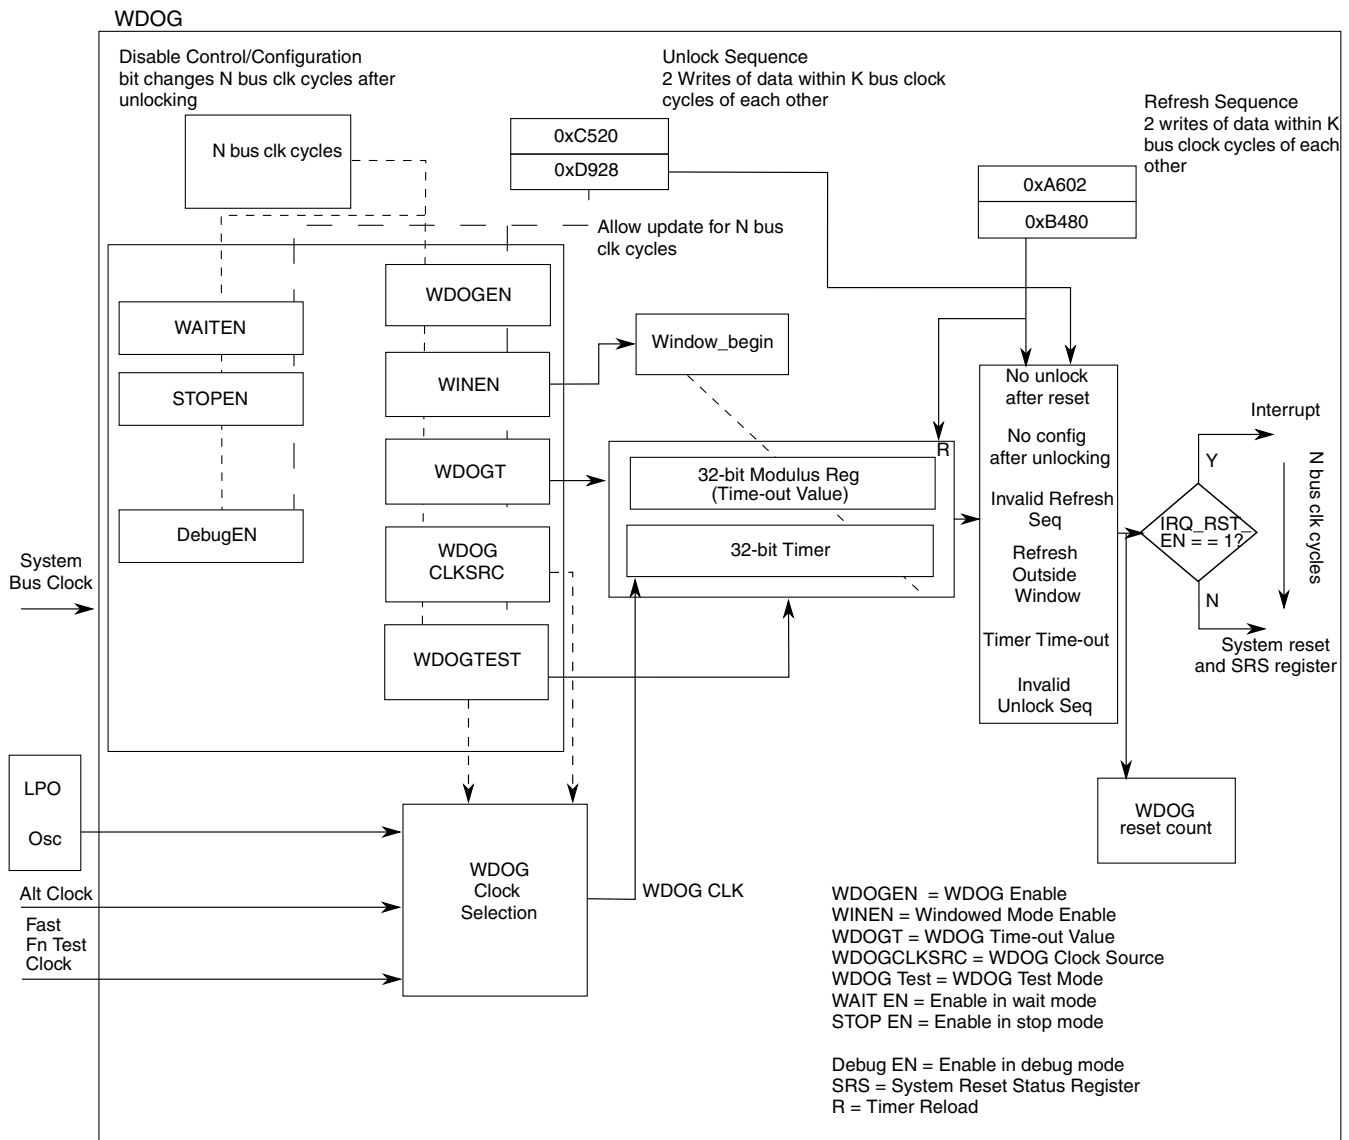 WDOG
Disable Control/Configuration
bit changes N bus clk cycles after
unlocking
N bus clk cycles
Unlock Sequence
2 Writes of data within K bus clock
cycles of each other
0xC520
0xD928
Allow update for N bus
clk cycles
Refresh Sequence
2 writes of data within K
bus clock cycles of each
other
0xA602
0xB480
WDOGEN
WAITEN
WINEN
STOPEN
WDOGT
DebugEN
WDOG
CLKSRC
WDOGTEST
System
Bus Clock
Window_begin
R
32-bit Modulus Reg
(Time-out Value)
32-bit Timer
No unlock
after reset
No config
after unlocking
Invalid Refresh
Seq
Refresh
Outside
Window
Timer Time-out
Invalid
Unlock Seq
Interrupt
Y
IRQ_RST_
EN = = 1?
N
N bus clk cycles
System reset
and SRS register
WDOG
reset count
LPO
Osc
Alt Clock
Fast
Fn Test
Clock
WDOG
Clock
Selection
WDOG CLK
WDOGEN = WDOG Enable
WINEN = Windowed Mode Enable
WDOGT = WDOG Time-out Value
WDOGCLKSRC = WDOG Clock Source
WDOG Test = WDOG Test Mode
WAIT EN = Enable in wait mode
STOP EN = Enable in stop mode
Debug EN = Enable in debug mode
SRS = System Reset Status Register
R = Timer Reload